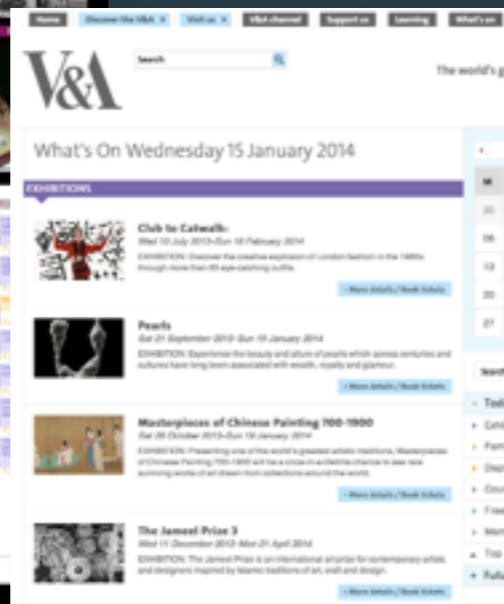 Home
Discover the V&A
Visit us
V&A channel
Support us
Learning
What's on
V&A
Search
The world's g
What's On Wednesday 15 January 2014
EXHIBITIONS
Club to Catwalk:
Wed 10 July 2013–Sun 16 February 2014
EXHIBITION: Discover the creative explosion of London fashion in the 1980s
through more than 85 eye-catching outfits.
› More details / Book tickets
Pearls
Sat 21 September 2013–Sun 19 January 2014
EXHIBITION: Experience the beauty and allure of pearls which across centuries and
cultures have long been associated with wealth, royalty and glamour.
› More details / Book tickets
Masterpieces of Chinese Painting 700-1900
Sat 26 October 2013–Sun 19 January 2014
EXHIBITION: Presenting one of the world's greatest artistic traditions, Masterpieces
of Chinese Painting 700-1900 will be a once-in-a-lifetime chance to see rare
surviving works of art drawn from collections around the world.
› More details / Book tickets
The Jameel Prize 3
Wed 11 December 2013–Mon 21 April 2014
EXHIBITION: The Jameel Prize is an international art prize for contemporary artists
and designers inspired by Islamic traditions of art, craft and design.
› More details / Book tickets
M
30
06
13
20
27
Search